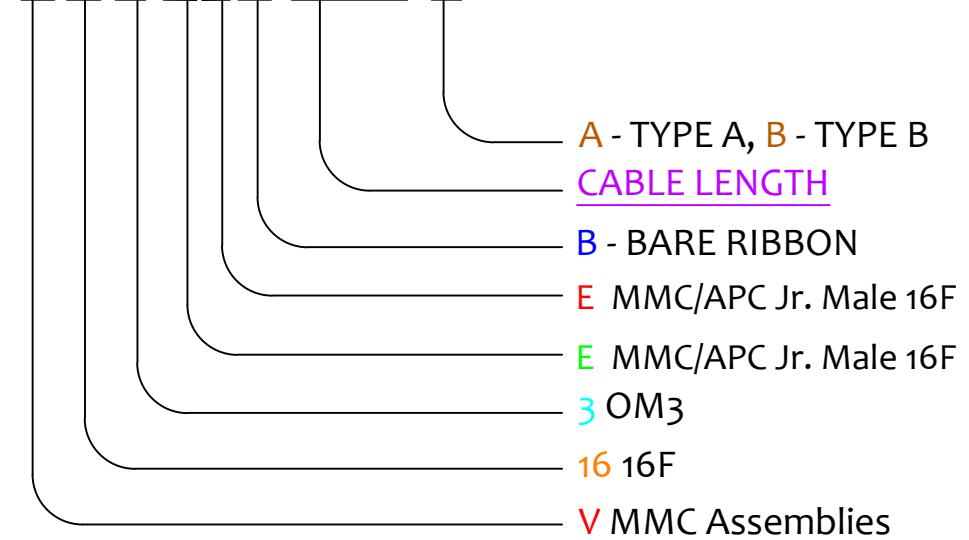 A - TYPE A, B - TYPE B
CABLE LENGTH
B - BARE RIBBON
E MMC/APC Jr. Male 16F
E MMC/APC Jr. Male 16F
3 OM3
16 16F
V MMC Assemblies